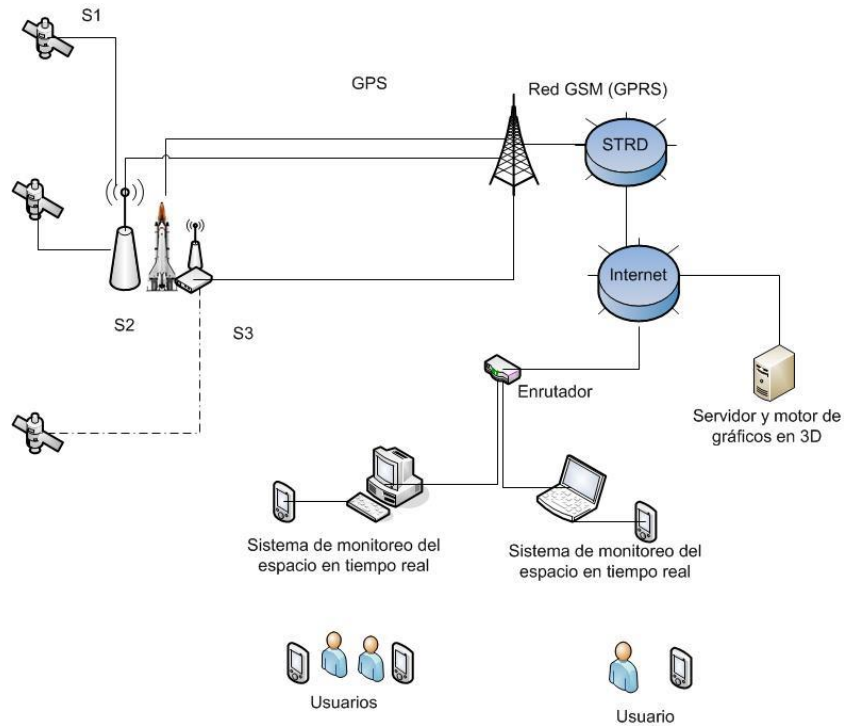 S1
GPS
Red GSM (GPRS)
STRD
Internet
S2
S3
Enrutador
Servidor y motor de
gráficos en 3D
Sistema de monitoreo del
espacio en tiempo real
Sistema de monitoreo del
espacio en tiempo real
Usuarios
Usuario